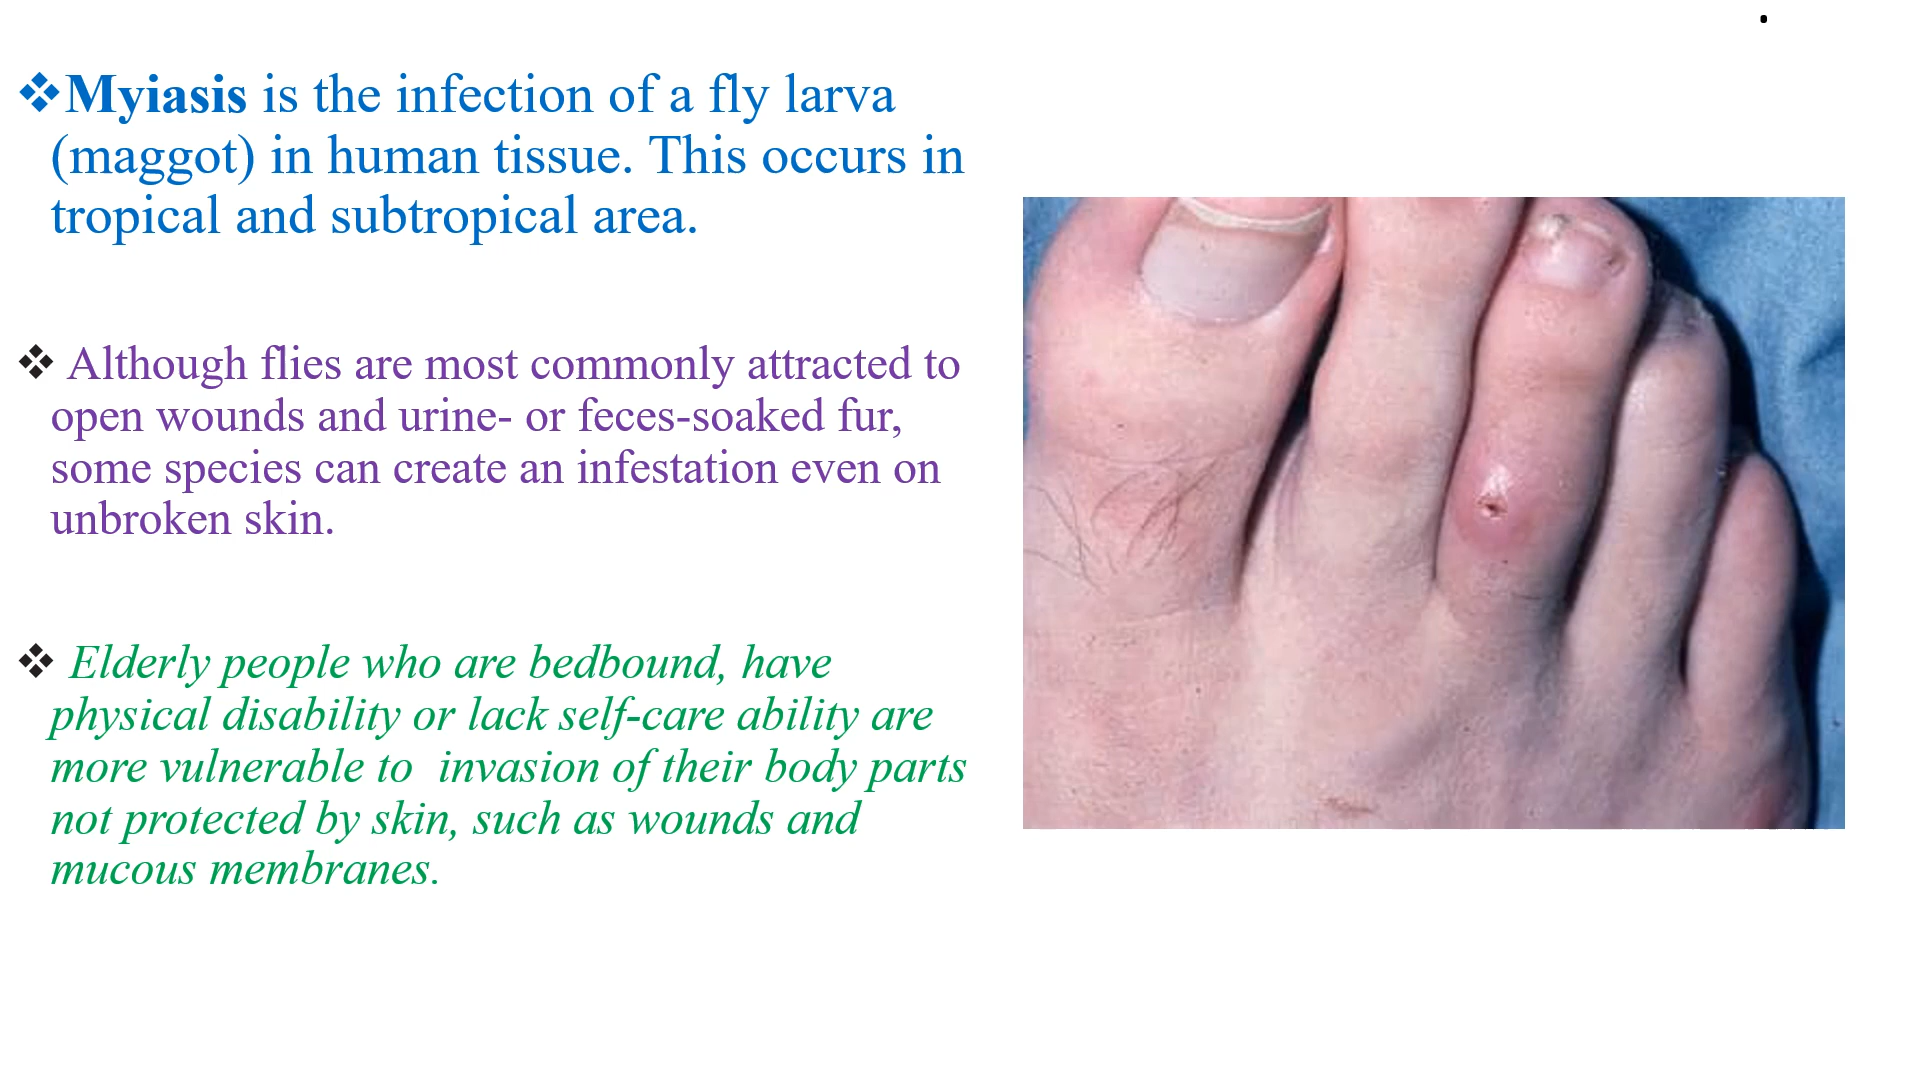 ❖Myiasis is the infection of a fly larva
(maggot) in human tissue. This occurs in
tropical and subtropical area.
❖ Although flies are most commonly attracted to
open wounds and urine- or feces-soaked fur,
some species can create an infestation even on
unbroken skin.
❖ Elderly people who are bedbound, have
physical disability or lack self-care ability are
more vulnerable to  invasion of their body parts
not protected by skin, such as wounds and
mucous membranes.